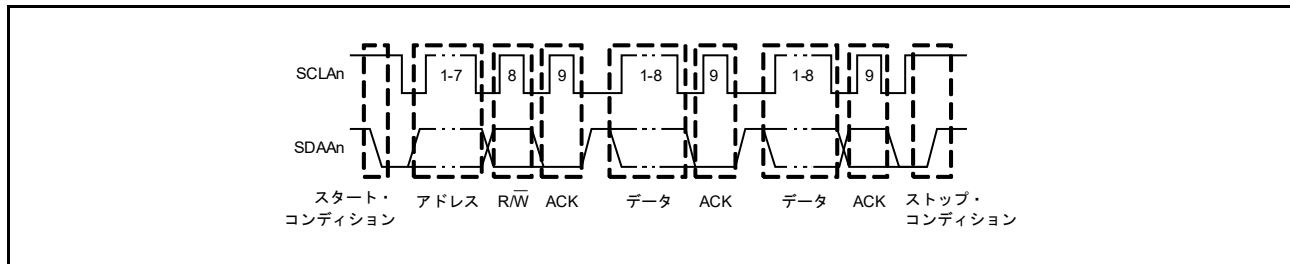 SCLAn
1-7
8
9
1-8
9
1-8
9
SDAAn
スタート・
コンディション
アドレス
R/W̅
ACK
データ
ACK
データ
ACK
ストップ・
コンディション